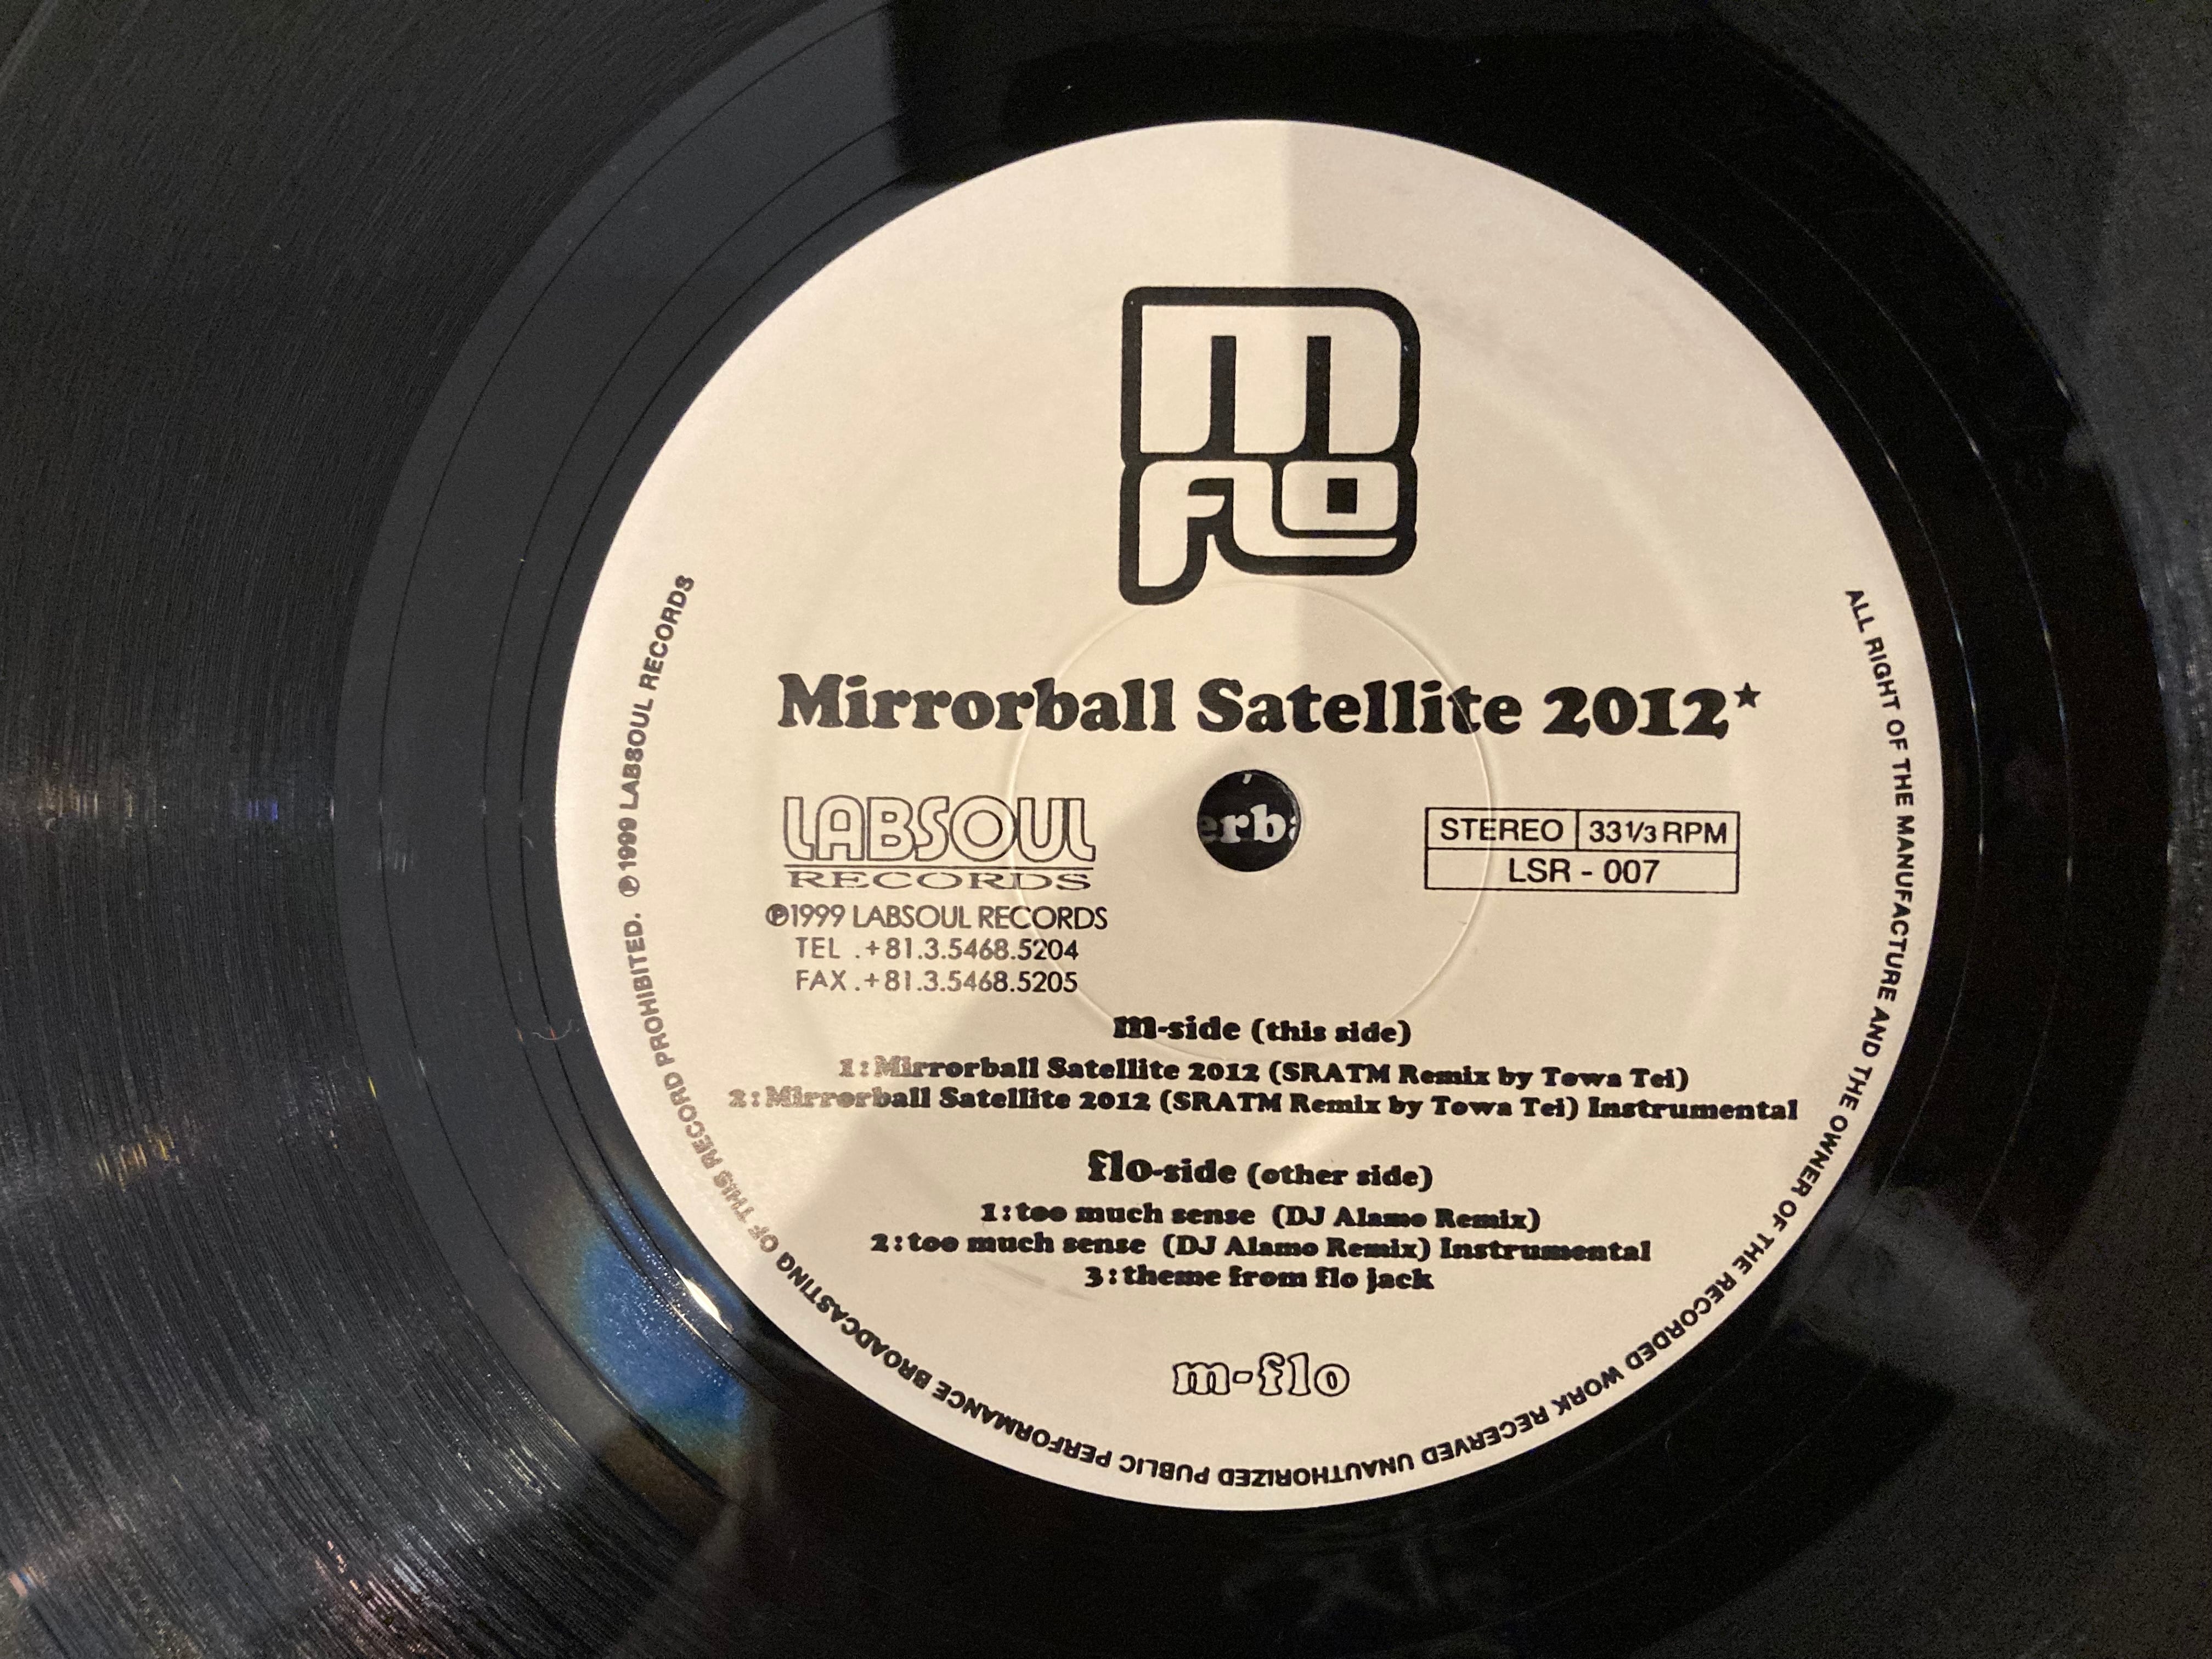 m
flo
Mirrorball Satellite 2012★
LABSOUL
RECORDS
℗1999 LABSOUL RECORDS
TEL .+81.3.5468.5204
FAX .+81.3.5468.5205
erb
STEREO 33 1/3 RPM
LSR - 007
m-side (this side)
1:Mirrorball Satellite 2012 (SRATM Remix by Towa Tei)
2:Mirrorball Satellite 2012 (SRATM Remix by Towa Tei) Instrumental
flo-side (other side)
1:too much sense (DJ Alamo Remix)
2:too much sense (DJ Alamo Remix) Instrumental
3:theme from flo jack
m-flo
ALL RIGHT OF THE MANUFACTURE AND THE OWNER OF THE RECORDED WORK RECERVED UNAUTHORIZED PUBLIC PERFORMANCE BROADCASTING OF THIS RECORD PROHIBITED. ℗1999 LABSOUL RECORDS